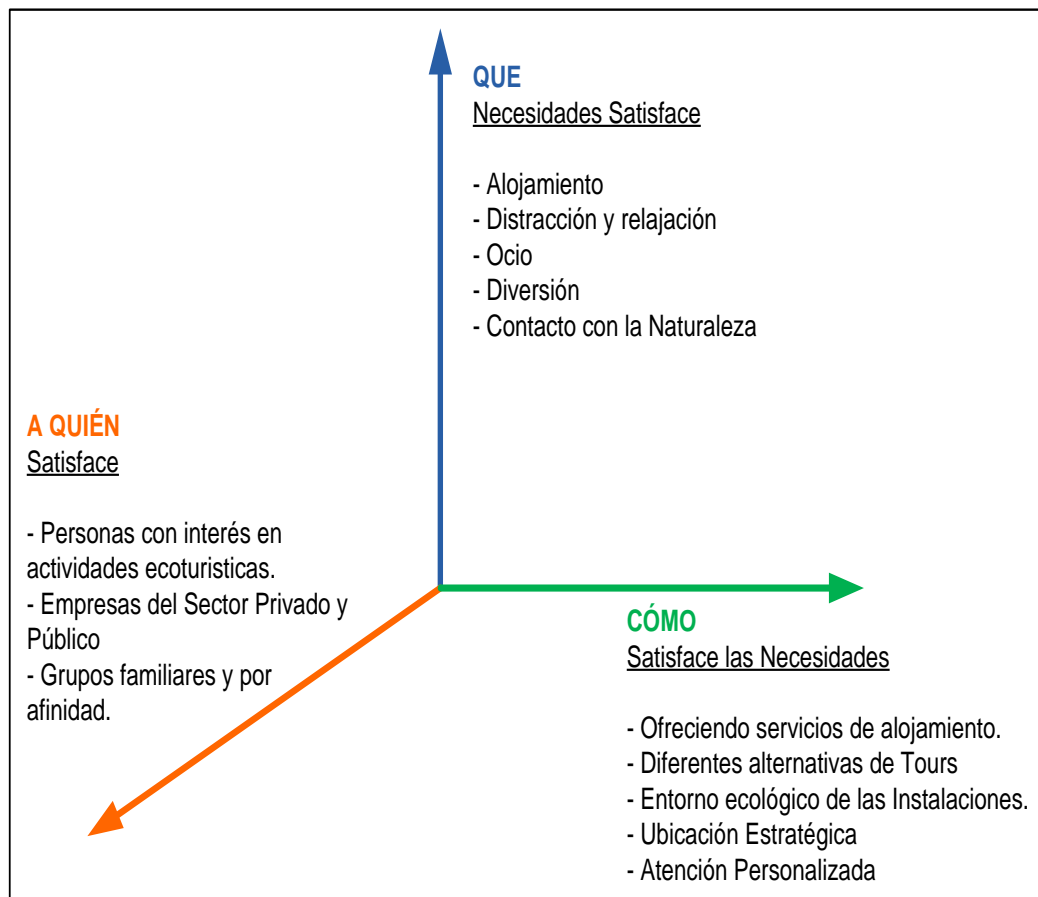 QUE
Necesidades Satisface
- Alojamiento
- Distracción y relajación
- Ocio
- Diversión
- Contacto con la Naturaleza
A QUIÉN
Satisface
- Personas con interés en
actividades ecoturisticas.
- Empresas del Sector Privado y
Público
- Grupos familiares y por
afinidad.
CÓMO
Satisface las Necesidades
- Ofreciendo servicios de alojamiento.
- Diferentes alternativas de Tours
- Entorno ecológico de las Instalaciones.
- Ubicación Estratégica
- Atención Personalizada